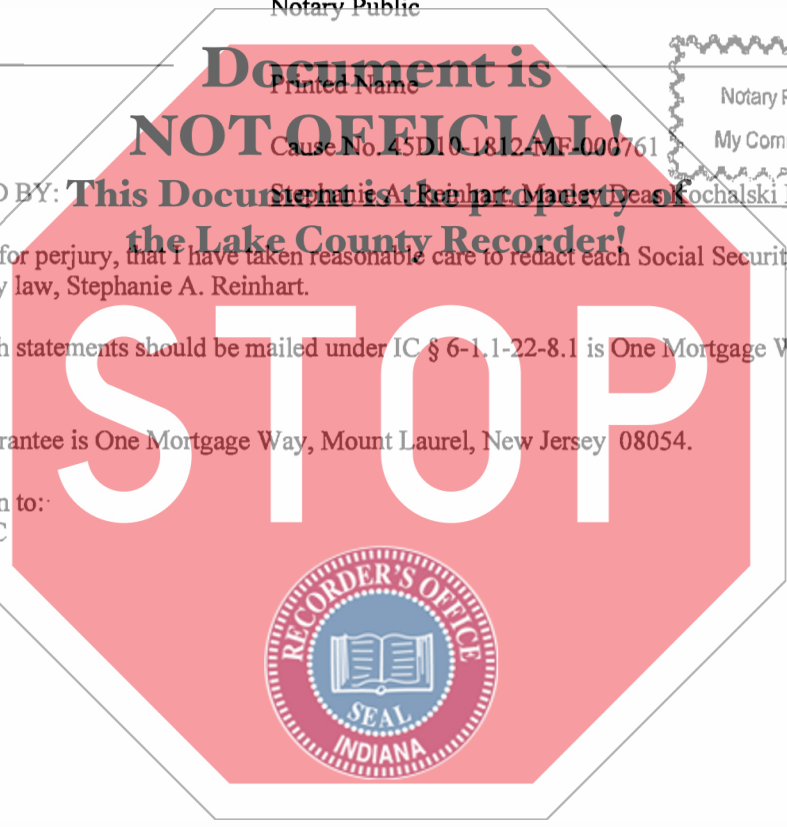 Notary Public
Document is
Printed Name
NOT OFFICIAL!
Notary
Cause No. 45D10-1812-MF-000761
My Com
BY: Stephanie A. Reinhart, Manley Deas Kochalski
This Document is the property of
the Lake County Recorder!
for perjury, that I have taken reasonable care to redact each Social Securit
law, Stephanie A. Reinhart.
statements should be mailed under IC § 6-1.1-22-8.1 is One Mortgage W
STOP
rantee is One Mortgage Way, Mount Laurel, New Jersey 08054.
n to:
C
RECORDER'S OFFICE
SEAL
INDIANA